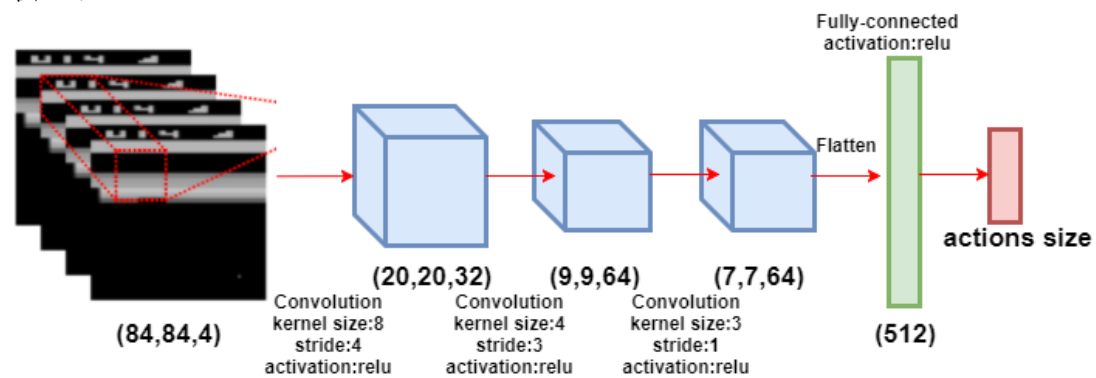 Fully-connected
activation:relu
Flatten
actions size
(20,20,32)
(9,9,64)
(7,7,64)
Convolution
kernel size:8
stride:4
activation:relu
Convolution
kernel size:4
stride:3
activation:relu
Convolution
kernel size:3
stride:1
activation:relu
(84,84,4)
(512)